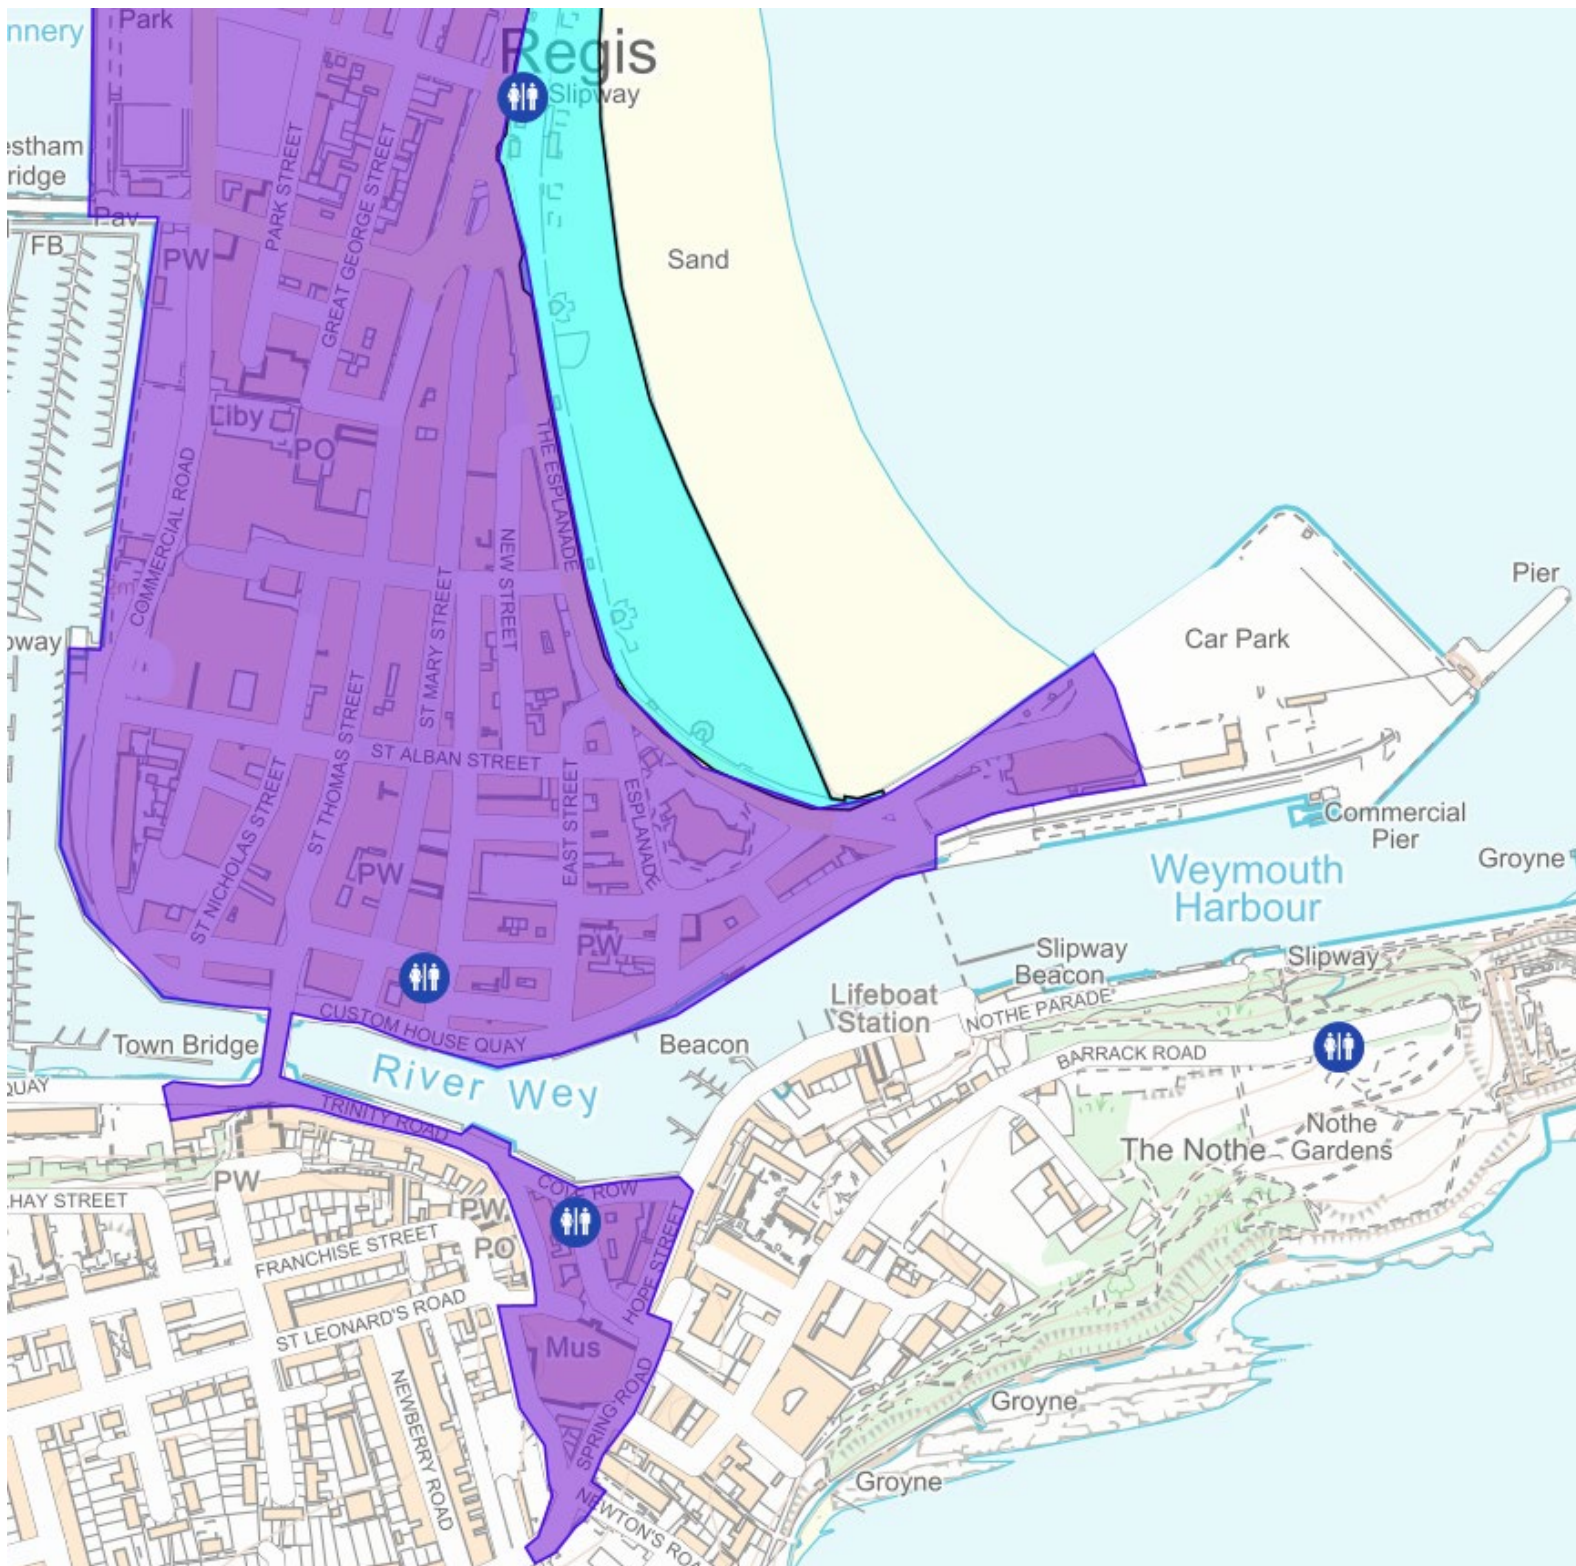 Park
nnery
Regis
Slipway
estham
ridge
Pav
FB
PW
PARK STREET
GREAT GEORGE STREET
Sand
Liby
PO
THE ESPLANADE
COMMERCIAL ROAD
NEW STREET
ST MARY STREET
Pier
Car Park
ST THOMAS STREET
ST ALBAN STREET
ST NICHOLAS STREET
EAST STREET
ESPLANADE
Commercial
Pier
Weymouth
Harbour
Groyne
PW
PW
Slipway
Slipway
Beacon
Lifeboat
Station
NOTHE PARADE
CUSTOM HOUSE QUAY
Town Bridge
Beacon
BARRACK ROAD
River Wey
QUAY
TRINITY ROAD
Nothe
Gardens
The Nothe
PW
HAY STREET
COVE ROW
PW
PO
FRANCHISE STREET
HOPE STREET
ST LEONARD'S ROAD
Mus
NEWBERRY ROAD
SPRING ROAD
Groyne
Groyne
NEWTON'S ROA